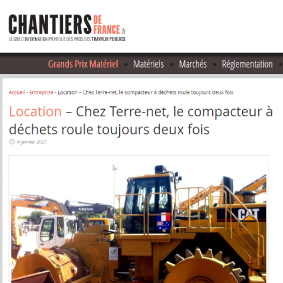 CHANTIERS DE FRANCE.fr
LE SITE D'INFORMATION PRATIQUE DES PROS DES TRAVAUX PUBLICS
Grands Prix Matériel • Matériels • Marchés • Réglementation •
Accueil › Entreprise › Location – Chez Terre-net, le compacteur à déchets roule toujours deux fois
Location – Chez Terre-net, le compacteur à
déchets roule toujours deux fois
4 janvier 2021
VOLVO
CAT